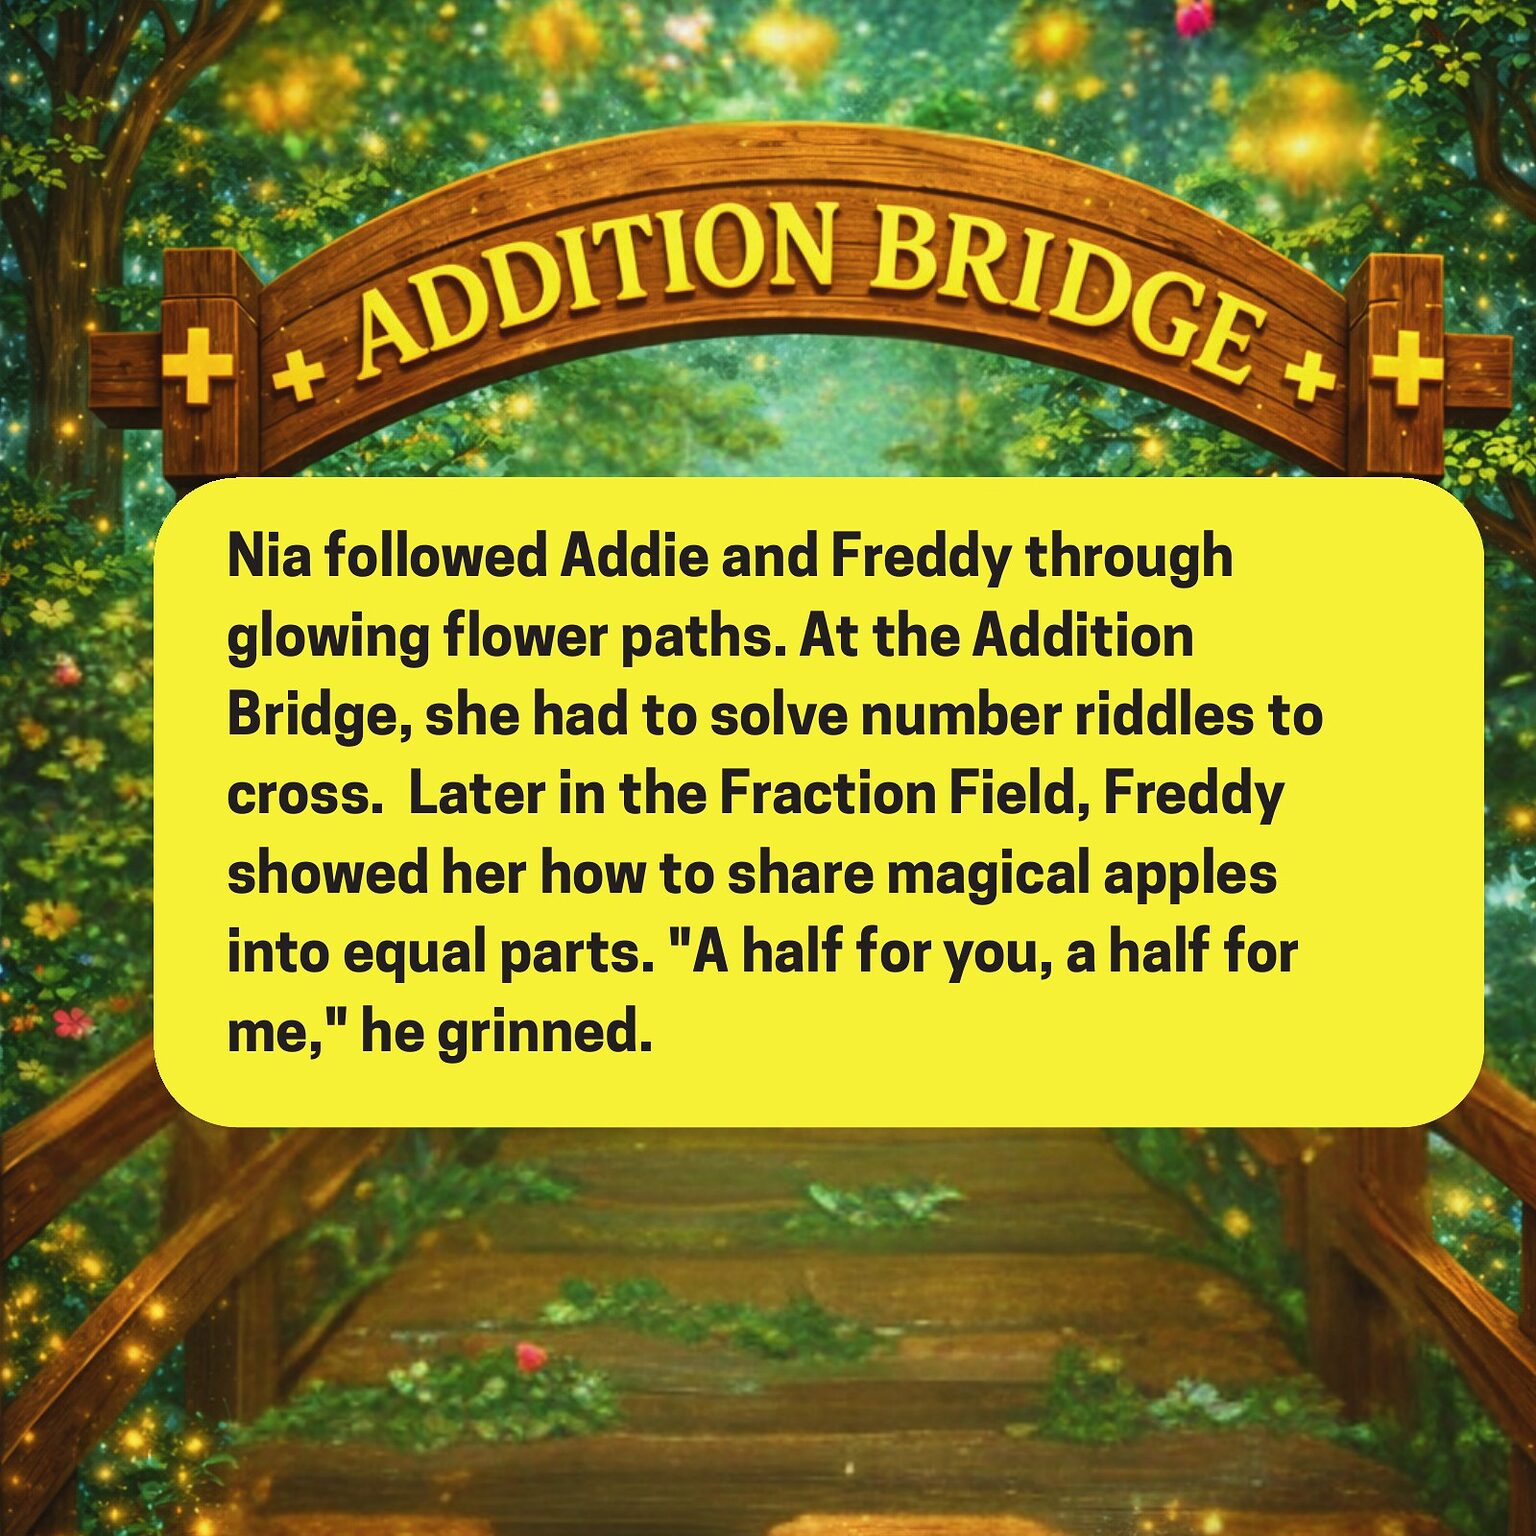 + ADDITION BRIDGE +
Nia followed Addie and Freddy through
glowing flower paths. At the Addition
Bridge, she had to solve number riddles to
cross.  Later in the Fraction Field, Freddy
showed her how to share magical apples
into equal parts. "A half for you, a half for
me," he grinned.